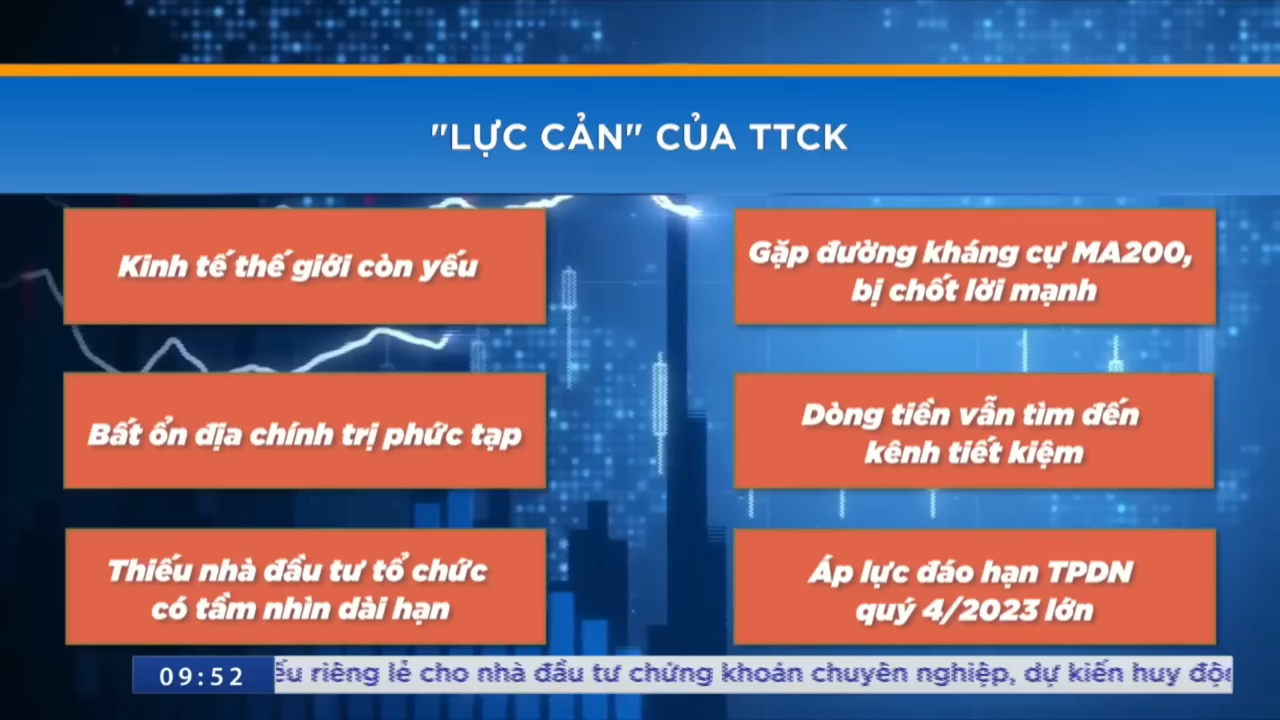 "LỰC CẢN" CỦA TTCK
Kinh tế thế giới còn yếu
Bất ổn địa chính trị phức tạp
Thiếu nhà đầu tư tổ chức
có tầm nhìn dài hạn
Gặp đường kháng cự MA200,
bị chốt lời mạnh
Dòng tiền vẫn tìm đến
kênh tiết kiệm
Áp lực đáo hạn TPDN
quý 4/2023 lớn
09:52
riêng lẻ cho nhà đầu tư chứng khoán chuyên nghiệp, dự kiến huy